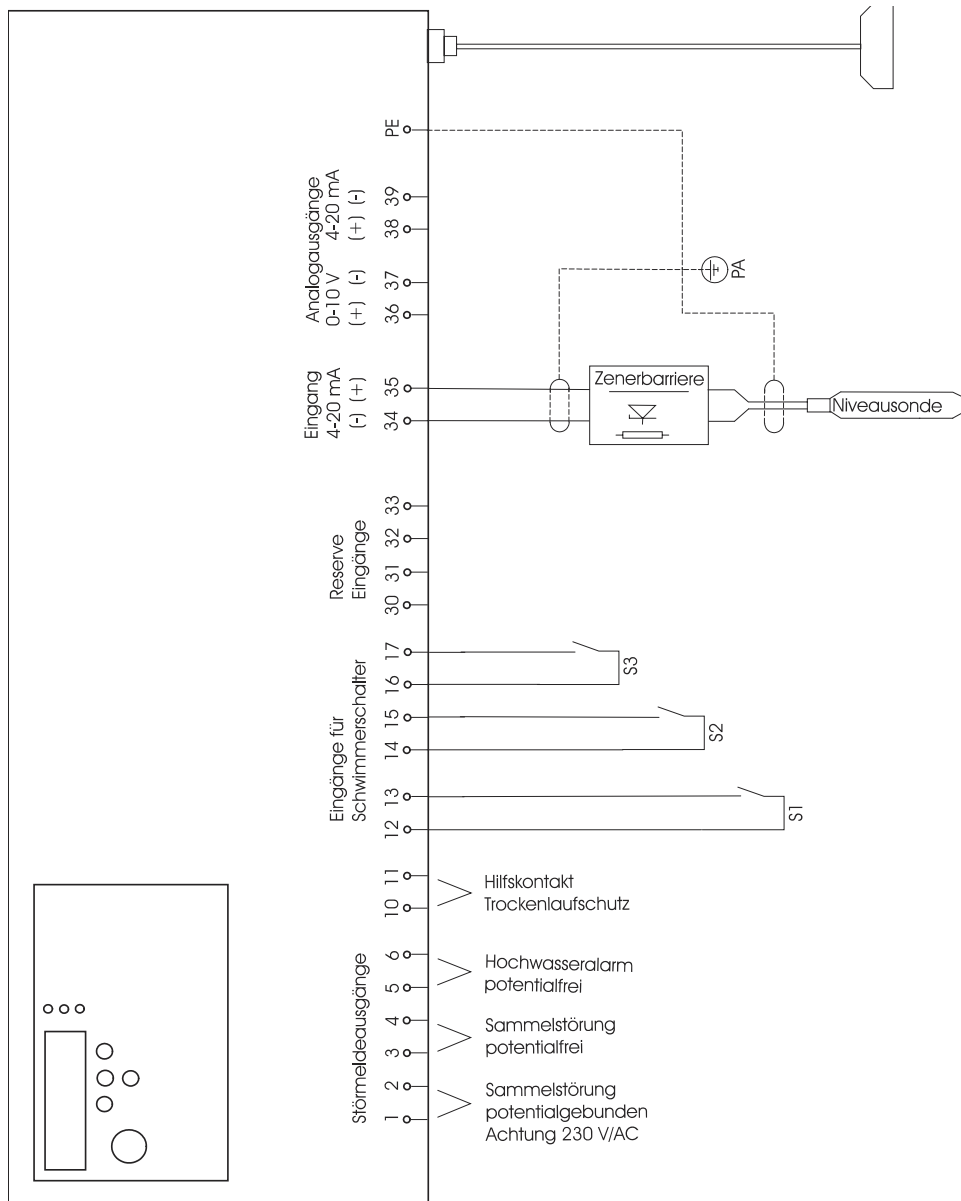 PE
39
38
37
36
35
34
33
32
31
30
17
16
15
14
13
12
11
10
6
5
4
3
2
1
Analogausgänge
4-20 mA
(+) (-)
0-10 V
(+) (-)
Eingang
4-20 mA
(-) (+)
Reserve
Eingänge
Eingänge für
Schwimmerschalter
Störmeldeausgänge
PA
Zenerbarriere
Niveausonde
S3
S2
S1
Hilfskontakt
Trockenlaufschutz
Hochwasseralarm
potentialfrei
Sammelstörung
potentialfrei
Sammelstörung
potentialgebunden
Achtung 230 V/AC